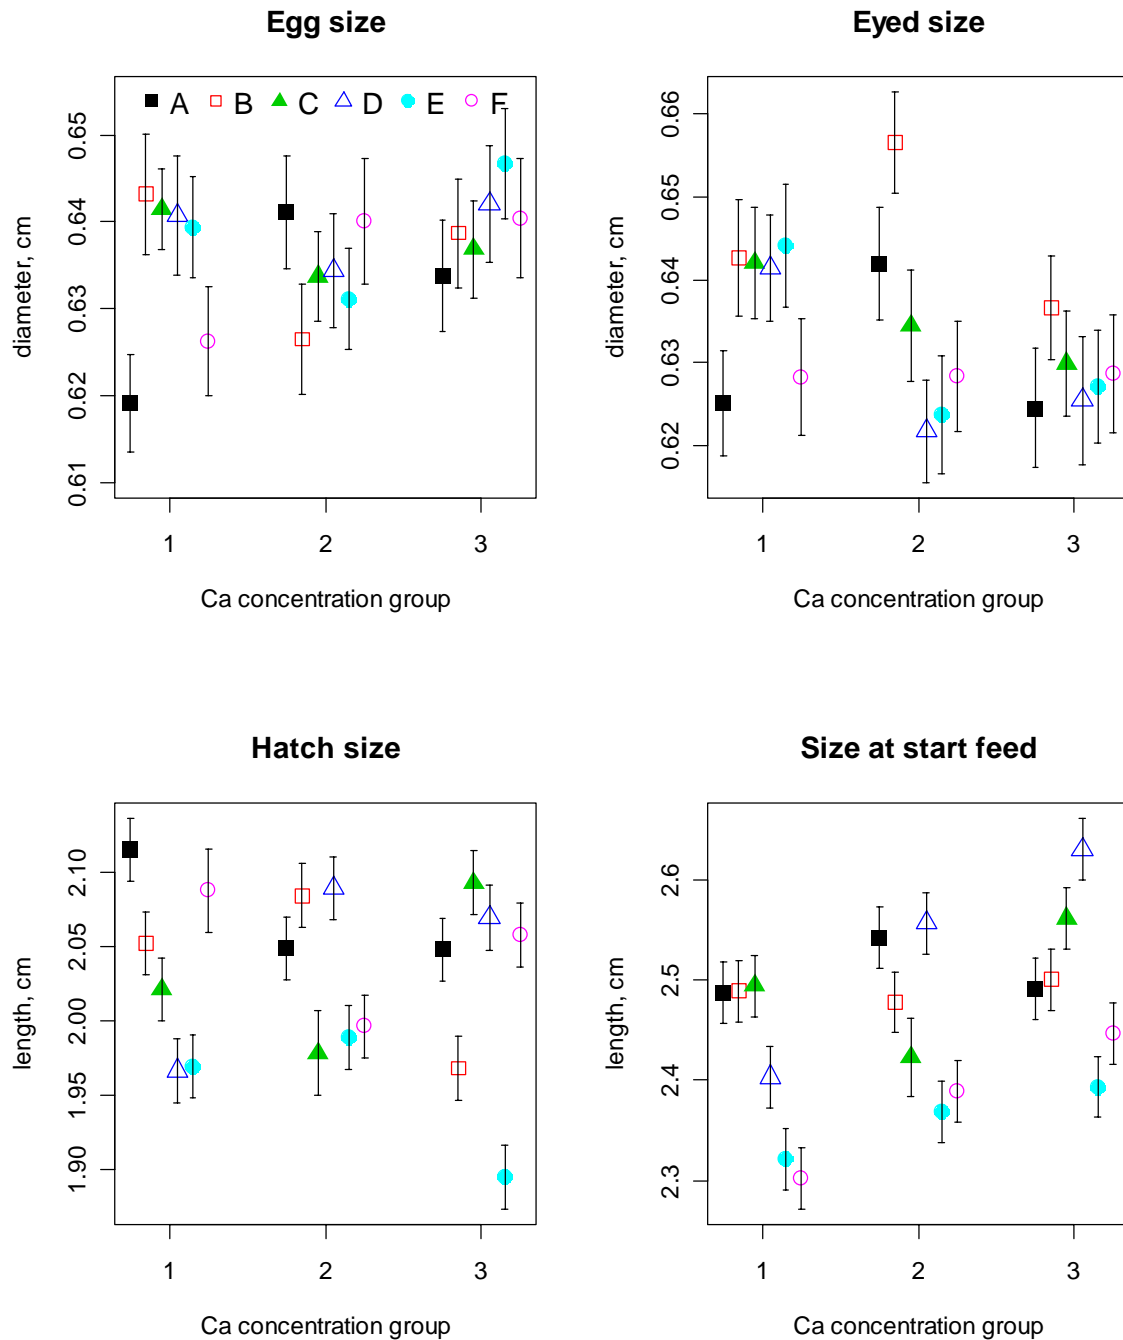 Egg size
A B C D E F
diameter, cm
0.65
0.64
0.63
0.62
0.61
1 2 3
Ca concentration group
Eyed size
diameter, cm
0.66
0.65
0.64
0.63
0.62
1 2 3
Ca concentration group
Hatch size
length, cm
2.10
2.05
2.00
1.95
1.90
1 2 3
Ca concentration group
Size at start feed
length, cm
2.6
2.5
2.4
2.3
1 2 3
Ca concentration group